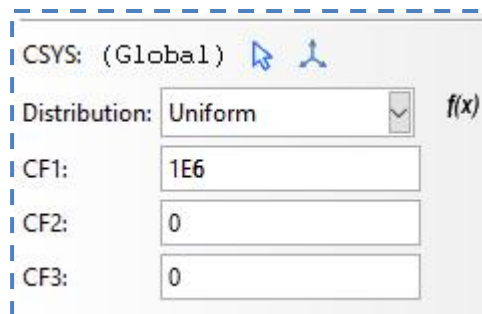 CSYS: (Global)
Distribution: Uniform f(x)
CF1: 1E6
CF2: 0
CF3: 0